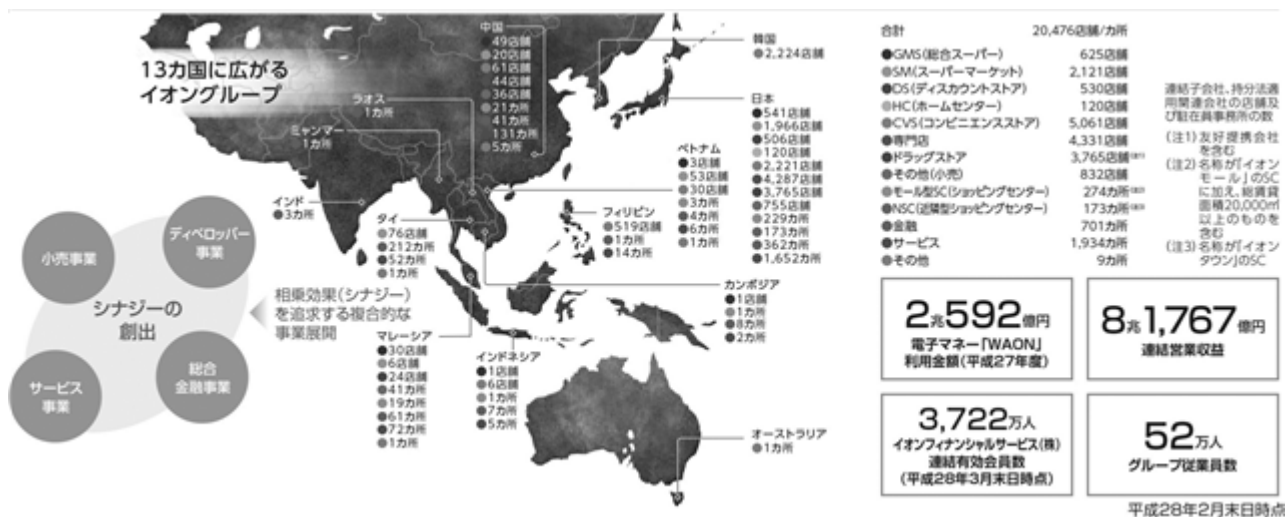 13カ国に広がる
イオングループ
中国
●49店舗
●20店舗
●61店舗
44店舗
●36店舗
●21カ所
41カ所
131カ所
●5カ所
韓国
●2,224店舗
ラオス
1カ所
ミャンマー
1カ所
日本
●541店舗
●1,966店舗
●506店舗
●120店舗
●2,221店舗
●4,287店舗
●3,765店舗
●755店舗
●229カ所
●173カ所
●362カ所
●1,652カ所
ベトナム
●3店舗
●53店舗
●30店舗
●3カ所
●4カ所
●6カ所
●1カ所
インド
●3カ所
タイ
●76店舗
●212カ所
●52カ所
●1カ所
フィリピン
●519店舗
●1カ所
●14カ所
カンボジア
●1店舗
●1カ所
●8カ所
●2カ所
マレーシア
●30店舗
●6店舗
●24店舗
●41カ所
●19カ所
●61カ所
●72カ所
●1カ所
インドネシア
●1店舗
●6店舗
●1カ所
●7カ所
●5カ所
オーストラリア
●1カ所
小売事業
ディベロッパー
事業
シナジーの
創出
サービス
事業
総合
金融事業
相乗効果(シナジー)
を追求する複合的な
事業展開
合計 20,476店舗/カ所
●GMS(総合スーパー) 625店舗
●SM(スーパーマーケット) 2,121店舗
●DS(ディスカウントストア) 530店舗
●HC(ホームセンター) 120店舗
●CVS(コンビニエンスストア) 5,061店舗
●専門店 4,331店舗
●ドラッグストア 3,765店舗(注1)
●その他(小売) 832店舗
●モール型SC(ショッピングセンター) 274カ所(注2)
●NSC(近隣型ショッピングセンター) 173カ所(注3)
●金融 701カ所
●サービス 1,934カ所
●その他 9カ所
連結子会社、持分法適
用関連会社の店舗及
び駐在員事務所の数
(注1)友好提携会社
を含む
(注2)名称が「イオン
モール」のSC
に加え、総賃貸
面積20,000㎡
以上のものを
含む
(注3)名称が「イオン
タウン」のSC
2兆592億円
電子マネー「WAON」
利用金額(平成27年度)
8兆1,767億円
連結営業収益
3,722万人
イオンフィナンシャルサービス(株)
連結有効会員数
(平成28年3月末日時点)
52万人
グループ従業員数
平成28年2月末日時点